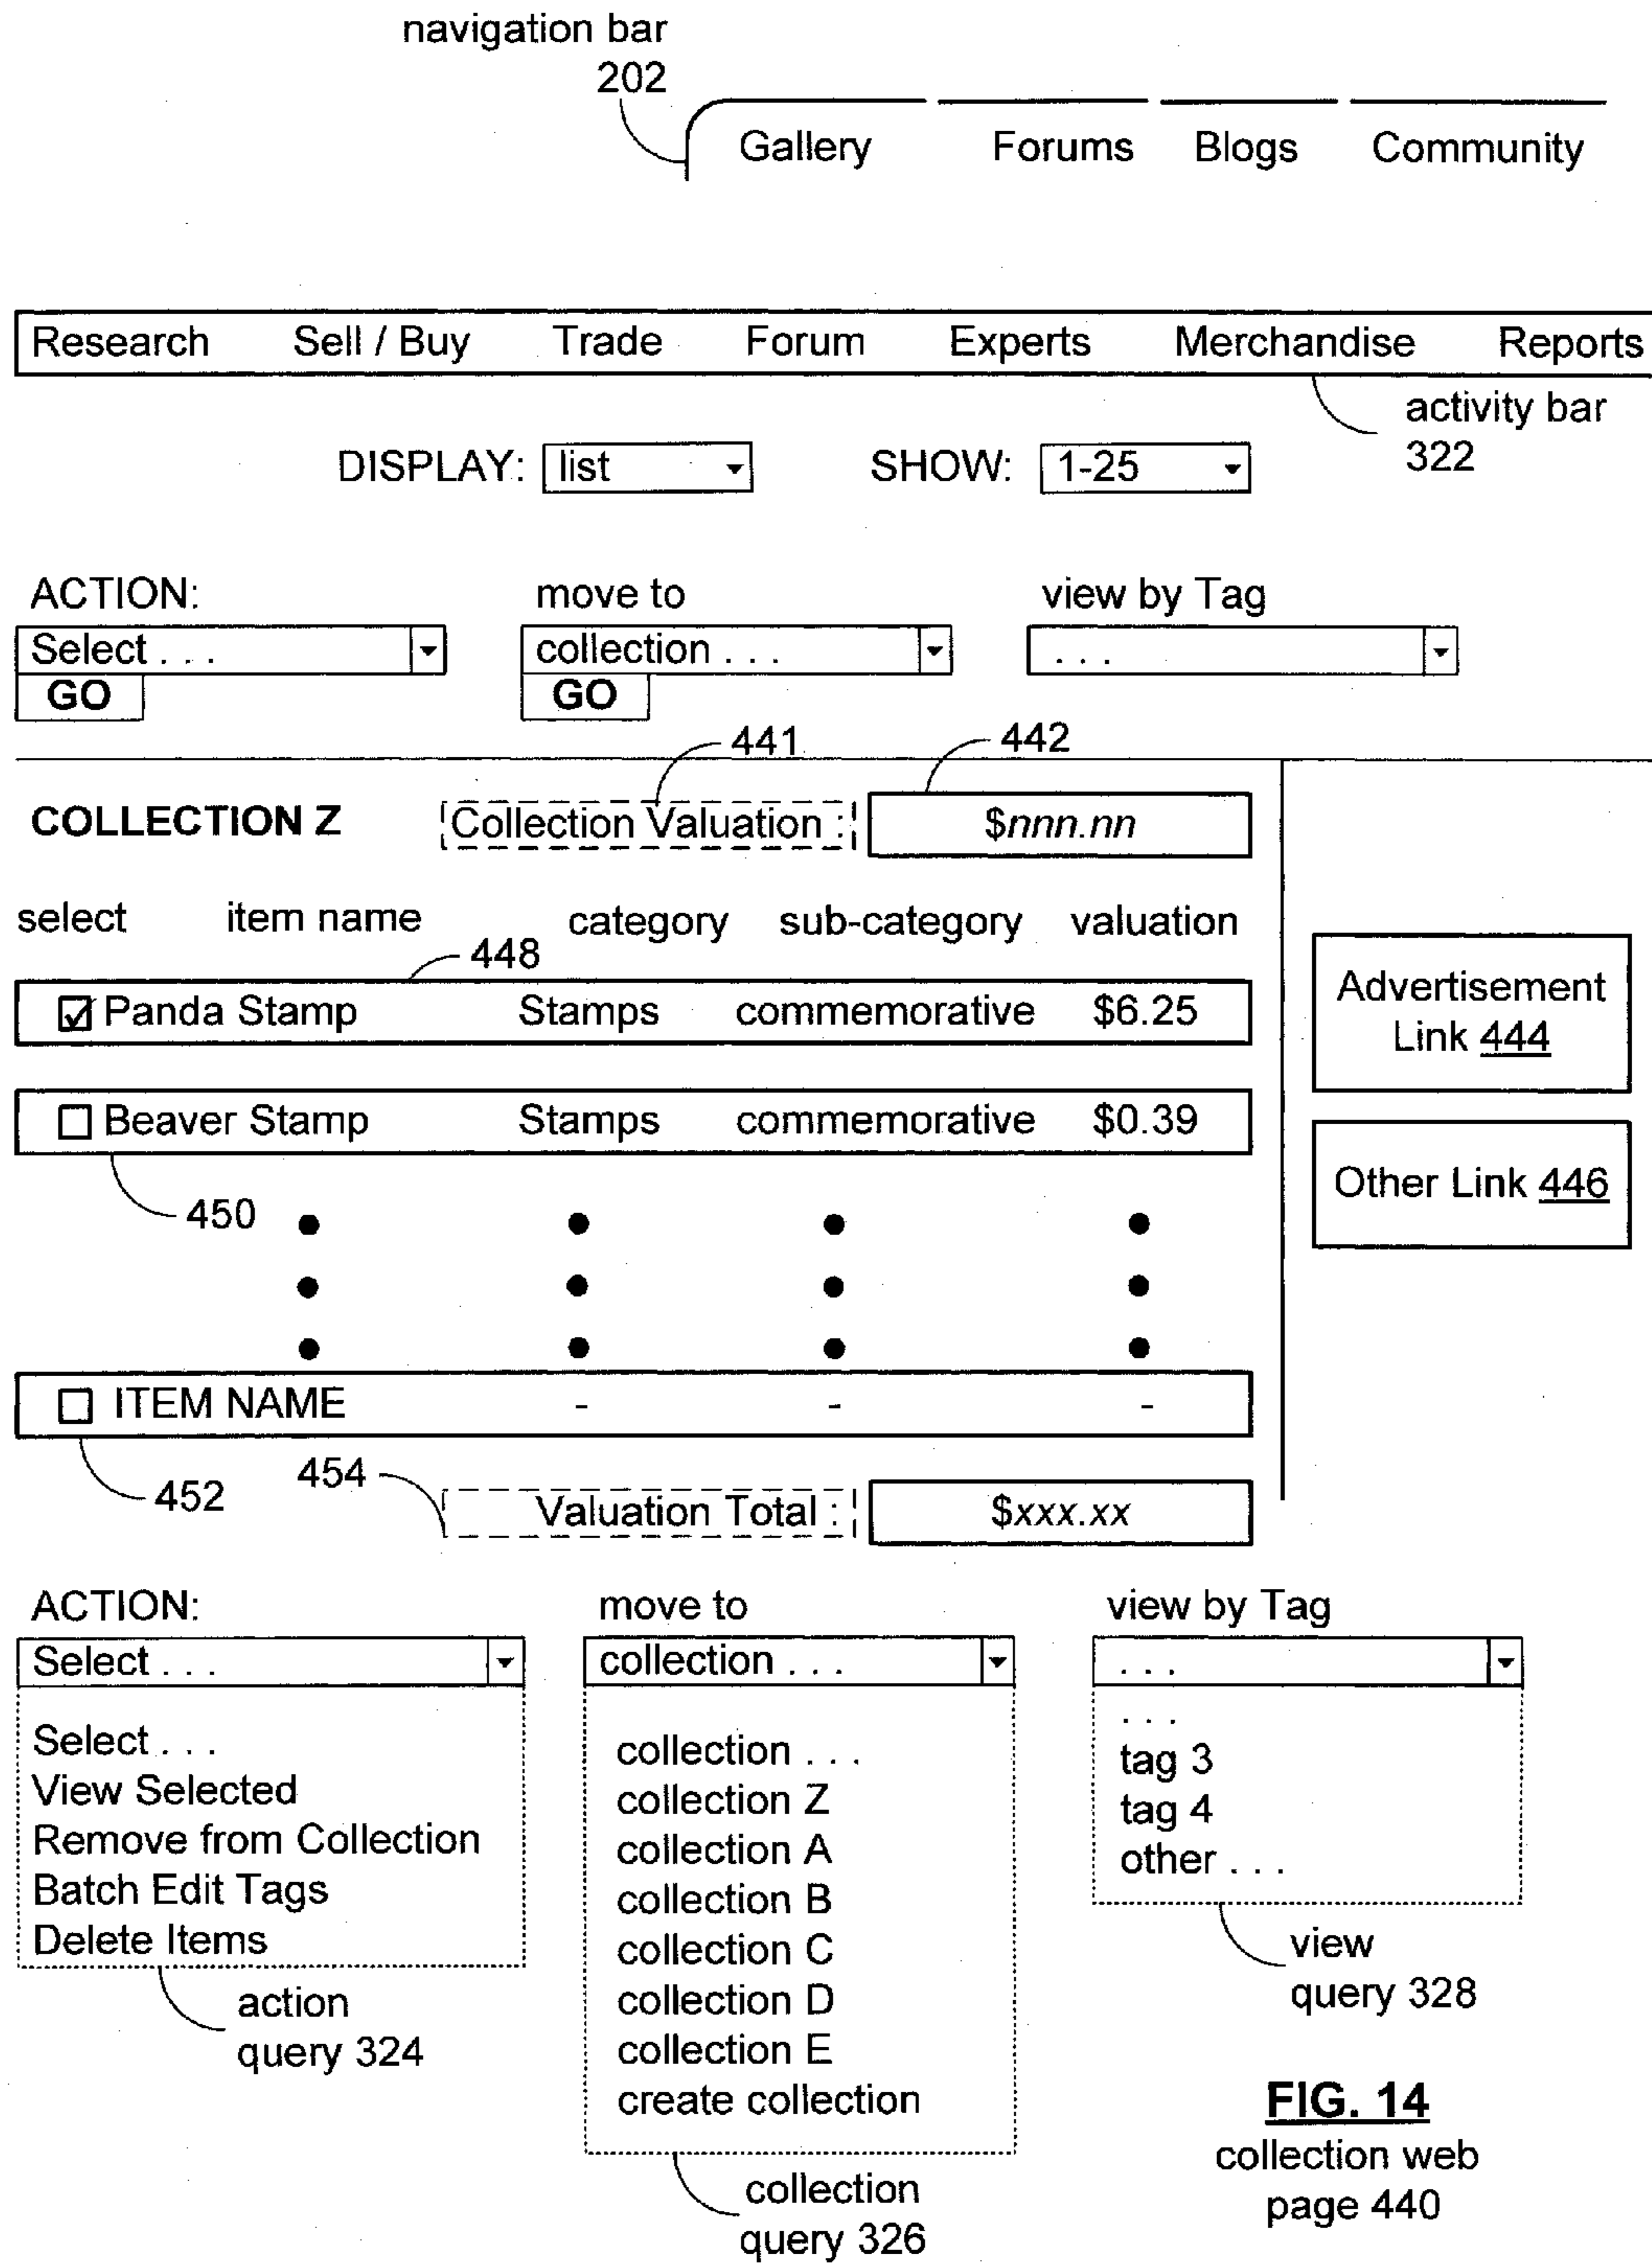 navigation bar
202
Gallery Forums Blogs Community
Research Sell / Buy Trade Forum Experts Merchandise Reports
activity bar
322
DISPLAY: list SHOW: 1-25
ACTION: move to view by Tag
Select . . . collection . . . . . .
GO GO
441 442
COLLECTION Z Collection Valuation : $nnn.nn
select item name category sub-category valuation
448
Panda Stamp Stamps commemorative $6.25
Advertisement
Link 444
Beaver Stamp Stamps commemorative $0.39
Other Link 446
450
ITEM NAME - - -
452
454
Valuation Total : $xxx.xx
ACTION: move to view by Tag
Select . . . collection . . . . . .
Select . . .
View Selected
Remove from Collection
Batch Edit Tags
Delete Items
action
query 324
collection . . .
collection Z
collection A
collection B
collection C
collection D
collection E
create collection
collection
query 326
. . .
tag 3
tag 4
other . . .
view
query 328
FIG. 14
collection web
page 440